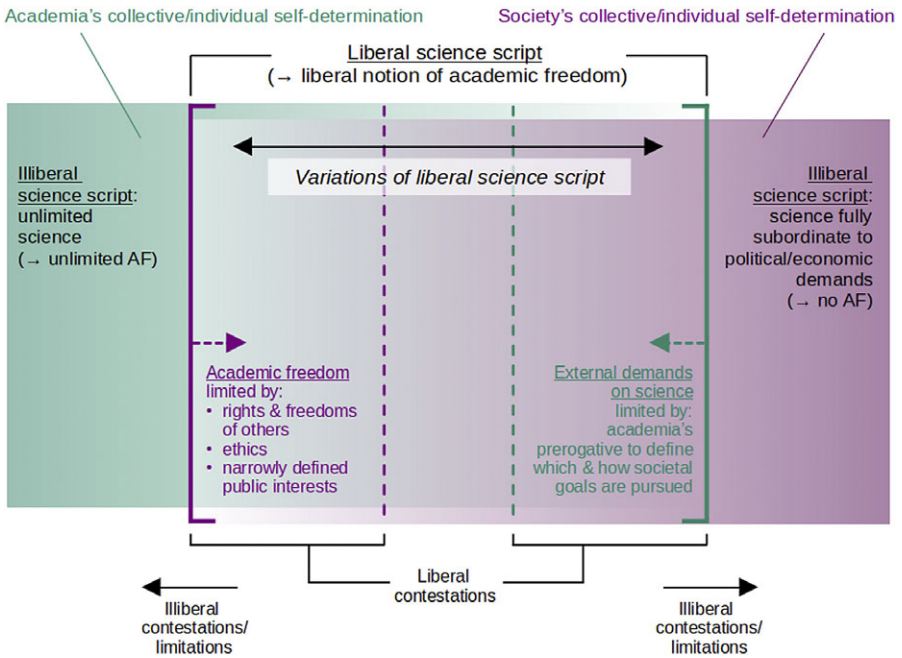 Academia's collective/individual self-determination
Society's collective/individual self-determination
Liberal science script
(→ liberal notion of academic freedom)
Variations of liberal science script
Illiberal
science script:
unlimited
science
(→ unlimited AF)
Illiberal
science script:
science fully
subordinate to
political/economic
demands
(→ no AF)
Academic freedom
limited by:
• rights & freedoms
of others
• ethics
• narrowly defined
public interests
External demands
on science
limited by:
academia's
prerogative to define
which & how societal
goals are pursued
Liberal
contestations
Illiberal
contestations/
limitations
Illiberal
contestations/
limitations